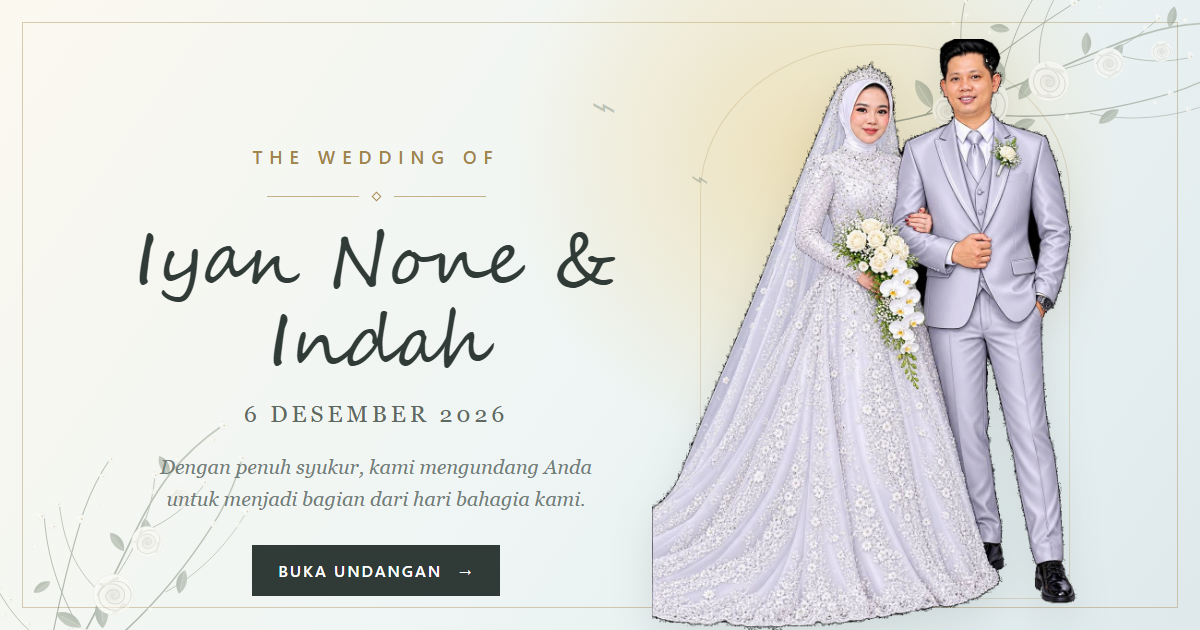 THE WEDDING OF
Iyan None &
Indah
6 DESEMBER 2026
Dengan penuh syukur, kami mengundang Anda
untuk menjadi bagian dari hari bahagia kami.
BUKA UNDANGAN →